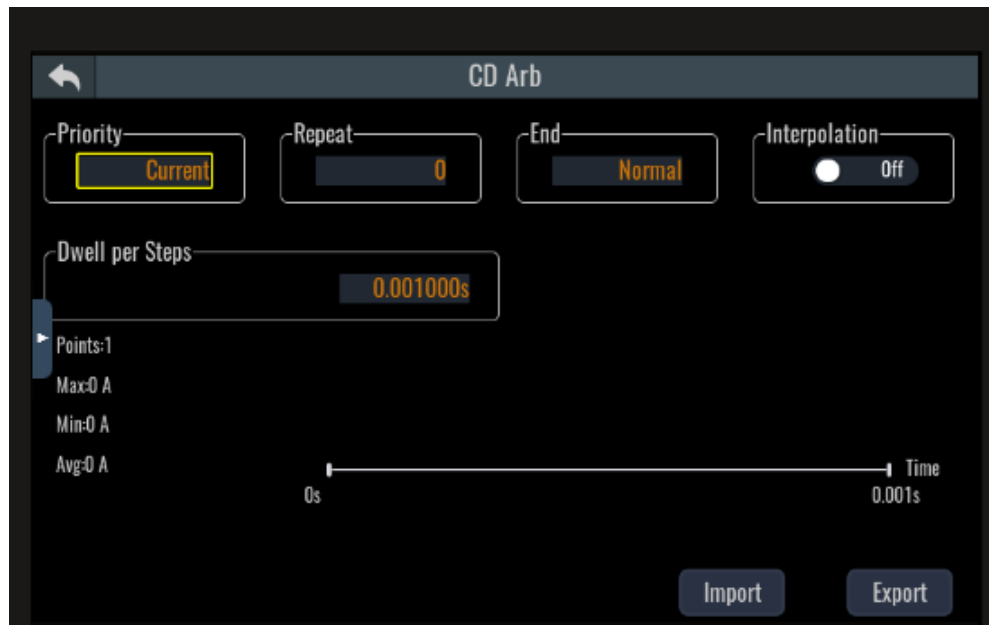 CD Arb
Priority Repeat End Interpolation
Current 0 Normal Off
Dwell per Steps
0.001000s
Points:1
Max:0 A
Min:0 A
Avg:0 A
Time
0s 0.001s
Import Export